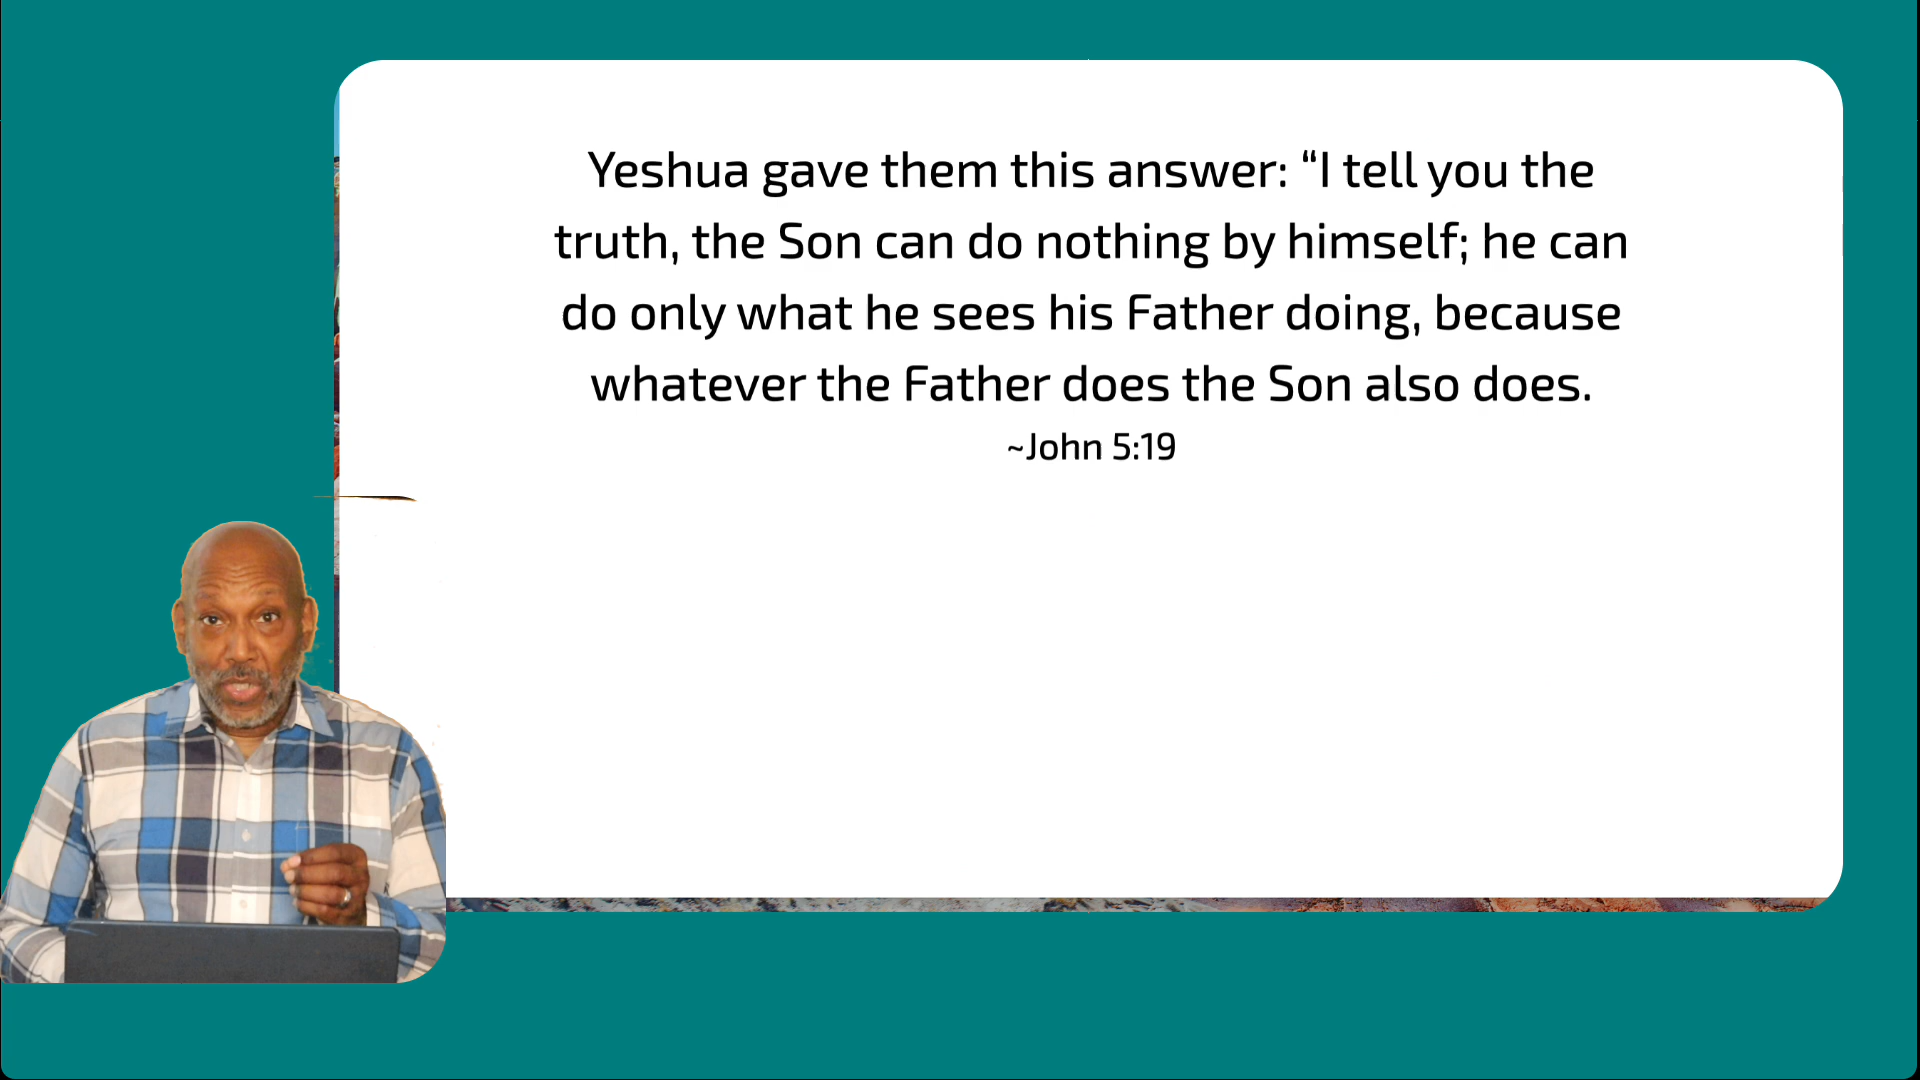 Yeshua gave them this answer: “I tell you the
truth, the Son can do nothing by himself; he can
do only what he sees his Father doing, because
whatever the Father does the Son also does.
~John 5:19